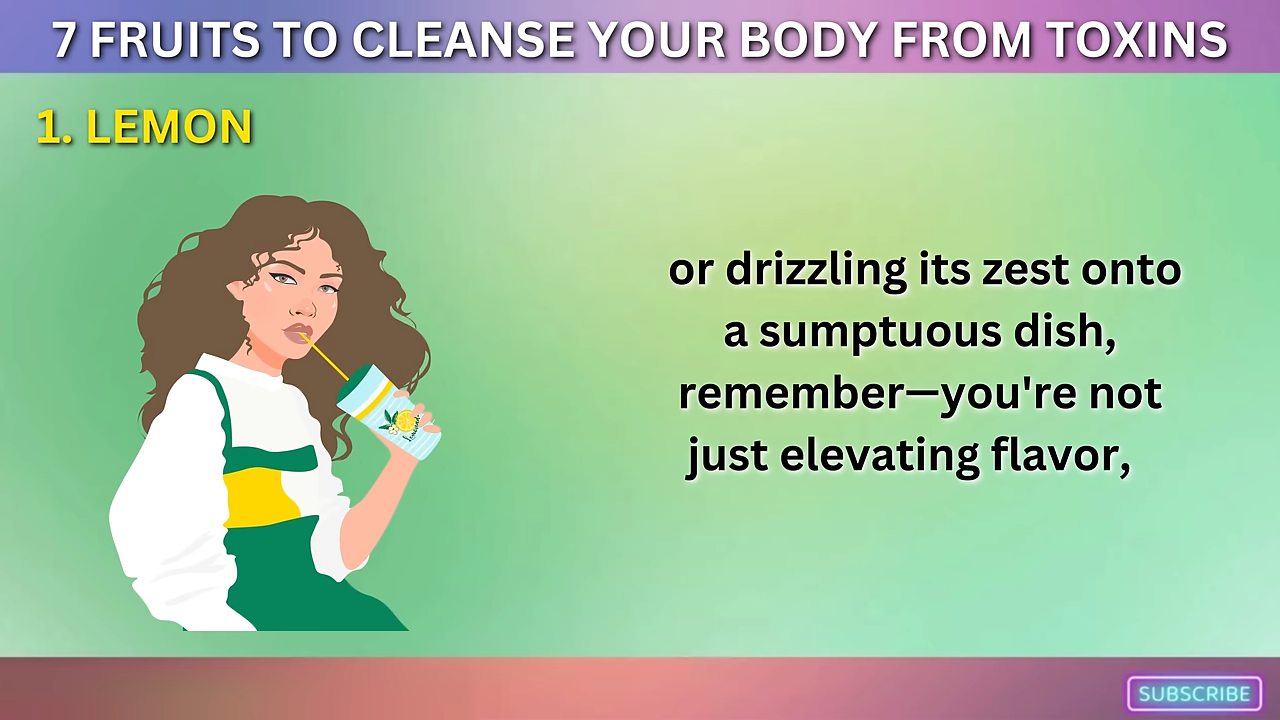 7 FRUITS TO CLEANSE YOUR BODY FROM TOXINS
1. LEMON
or drizzling its zest onto
a sumptuous dish,
remember—you're not
just elevating flavor,
SUBSCRIBE